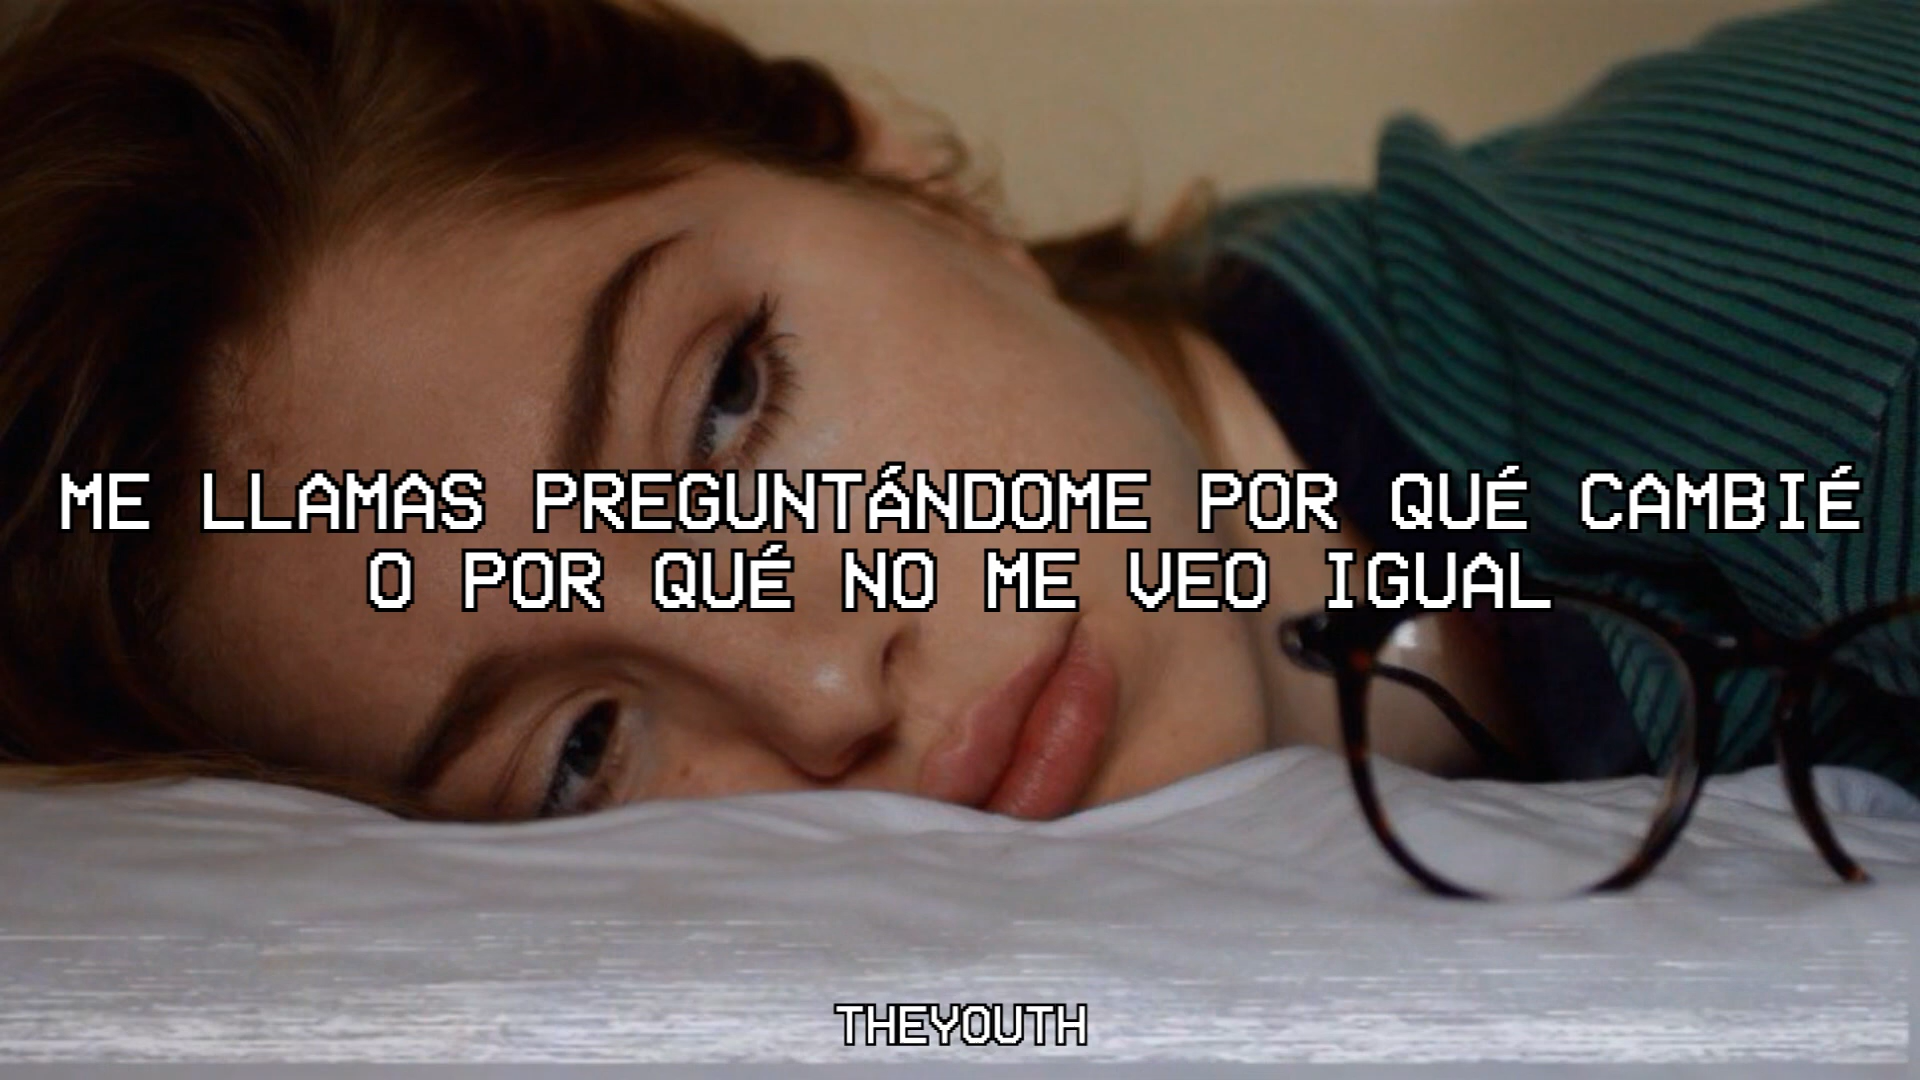 ME LLAMAS PREGUNTÁNDOME POR QUÉ CAMBIÉ
O POR QUÉ NO ME VEO IGUAL
THEYOUTH